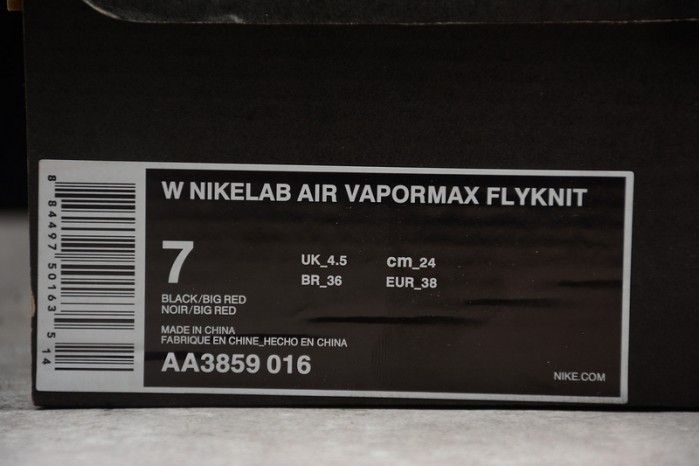 W NIKELAB AIR VAPORMAX FLYKNIT
7
UK_4.5 cm_24
BR_36 EUR_38
BLACK/BIG RED
NOIR/BIG RED
MADE IN CHINA
FABRIQUE EN CHINE_HECHO EN CHINA
AA3859 016
NIKE.COM
8 84497 50163 5 14